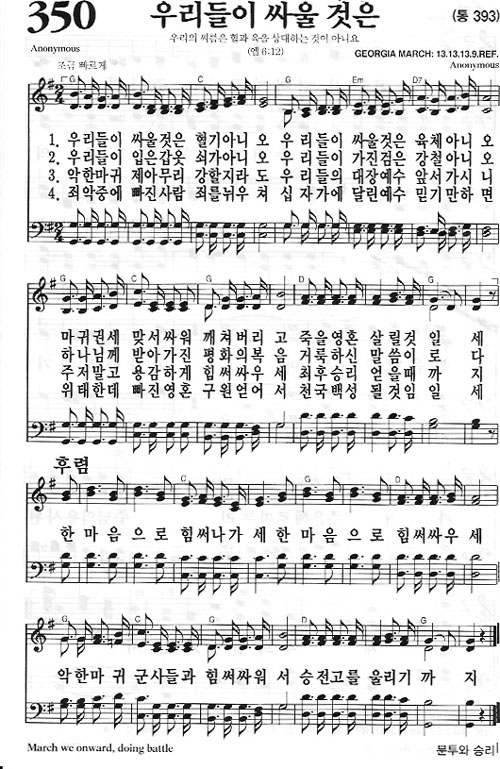 350 우리들이 싸울 것은 (통 393)
우리의 씨름은 혈과 육을 상대하는 것이 아니요
(엡 6:12)
Anonymous
GEORGIA MARCH: 13.13.13.9.REF.
조금 빠르게
Anonymous
G C G Em D7
1. 우리들이 싸울것은 혈기아니 오 우 리들이 싸울것은 육체아니 오
2. 우리들이 입은갑옷 쇠가아니 오 우 리들이 가진검은 강철아니 오
3. 악한마귀 제아무리 강할지라 도 우 리들의 대장예수 앞서가시 니
4. 죄악중에 빠진사람 죄를뉘우 쳐 십 자가에 달린예수 믿기만하 면
G C G D G
마귀권세 맞서싸워 깨쳐버리 고 죽을영혼 살릴것 일 세
하나님께 받아가진 평화의복 음 거룩하신 말씀이 로 다
주저말고 용감하게 힘써싸우 세 최후승리 얻을때 까 지
위태한데 빠진영혼 구원얻어 서 천국백성 될것임 일 세
후렴
G D
한 마 음 으 로 힘써나가 세 한 마 음 으 로 힘 써싸우 세
G C G D G
악한마 귀 군사들과 힘 써싸워 서 승전고를 울리기 까 지
March we onward, doing battle
분투와 승리